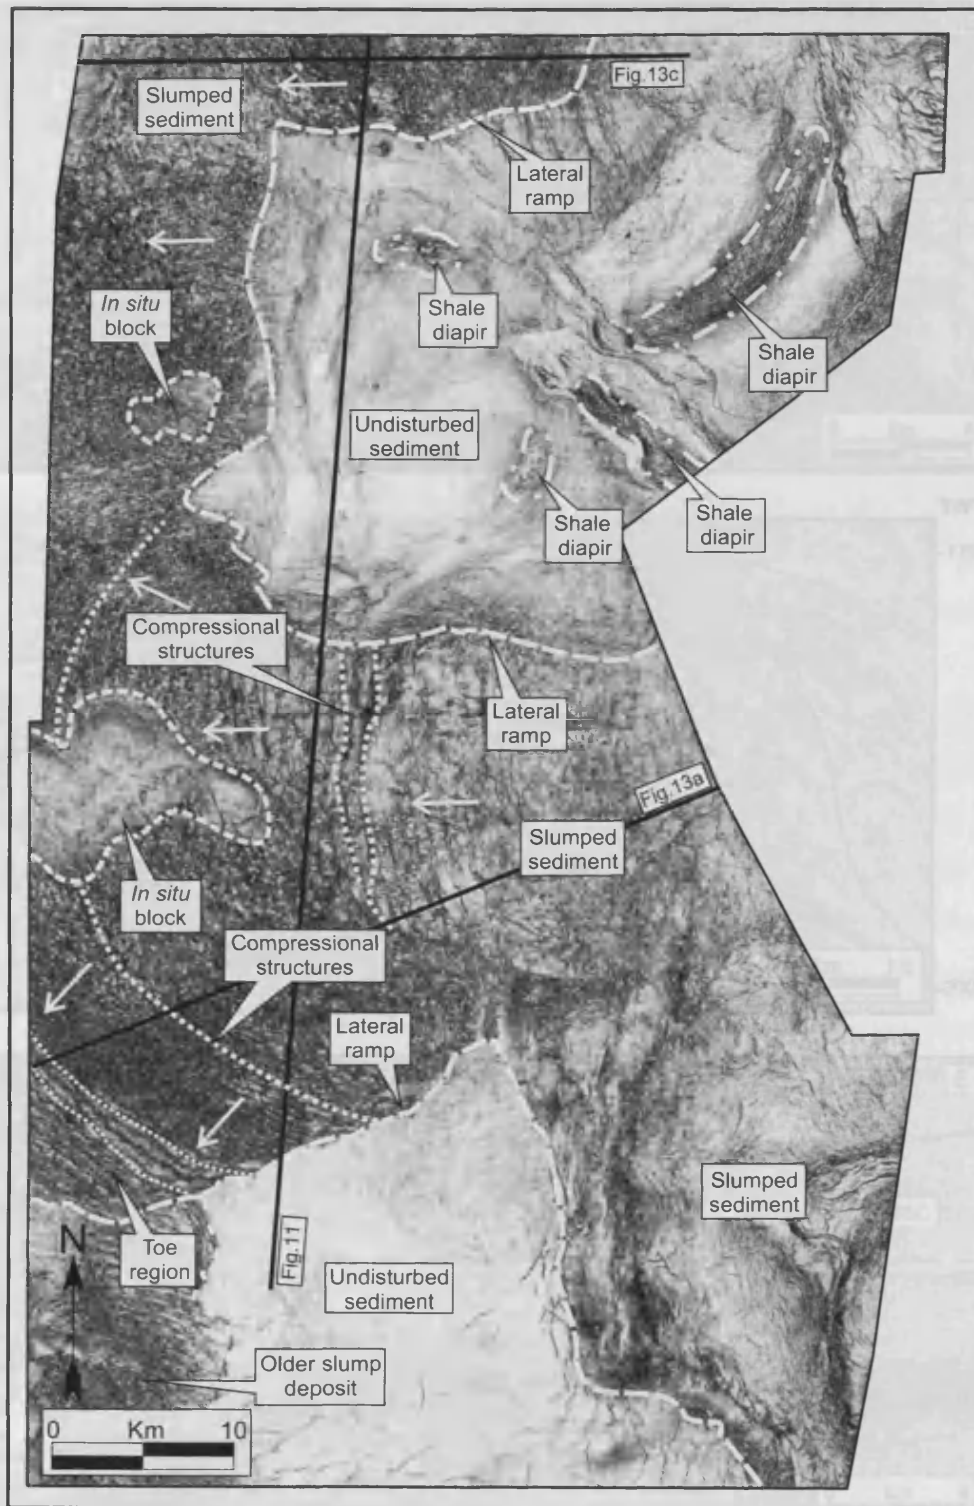 Fig.13c
Slumped
sediment
Lateral
ramp
In situ
block
Shale
diapir
Shale
diapir
Undisturbed
sediment
Shale
diapir
Shale
diapir
Compressional
structures
Lateral
ramp
Fig.13a
Slumped
sediment
In situ
block
Compressional
structures
Lateral
ramp
Slumped
sediment
N
Toe
region
Fig.11
Undisturbed
sediment
Older slump
deposit
0 Km 10